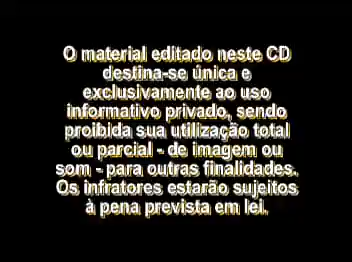 O material editado neste CD
destina-se única e
exclusivamente ao uso
informativo privado, sendo
proibida sua utilização total
ou parcial - de imagem ou
som - para outras finalidades.
Os infratores estarão sujeitos
à pena prevista em lei.